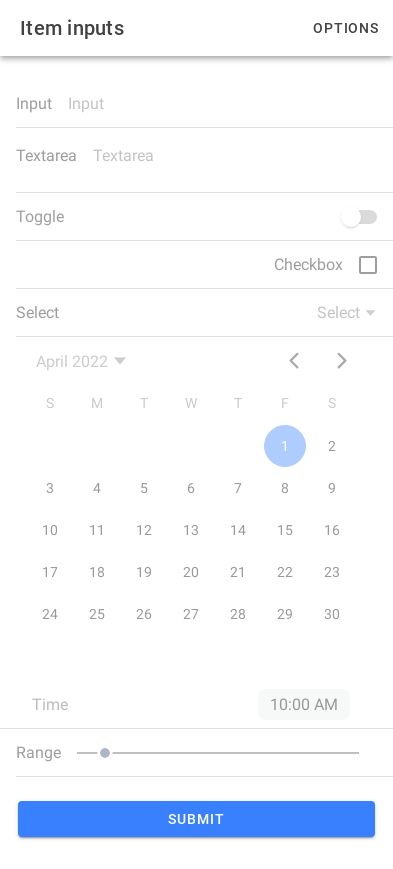 Item inputs OPTIONS
Input Input
Textarea Textarea
Toggle
Checkbox
Select Select
April 2022
S M T W T F S
1 2
3 4 5 6 7 8 9
10 11 12 13 14 15 16
17 18 19 20 21 22 23
24 25 26 27 28 29 30
Time 10:00 AM
Range
SUBMIT